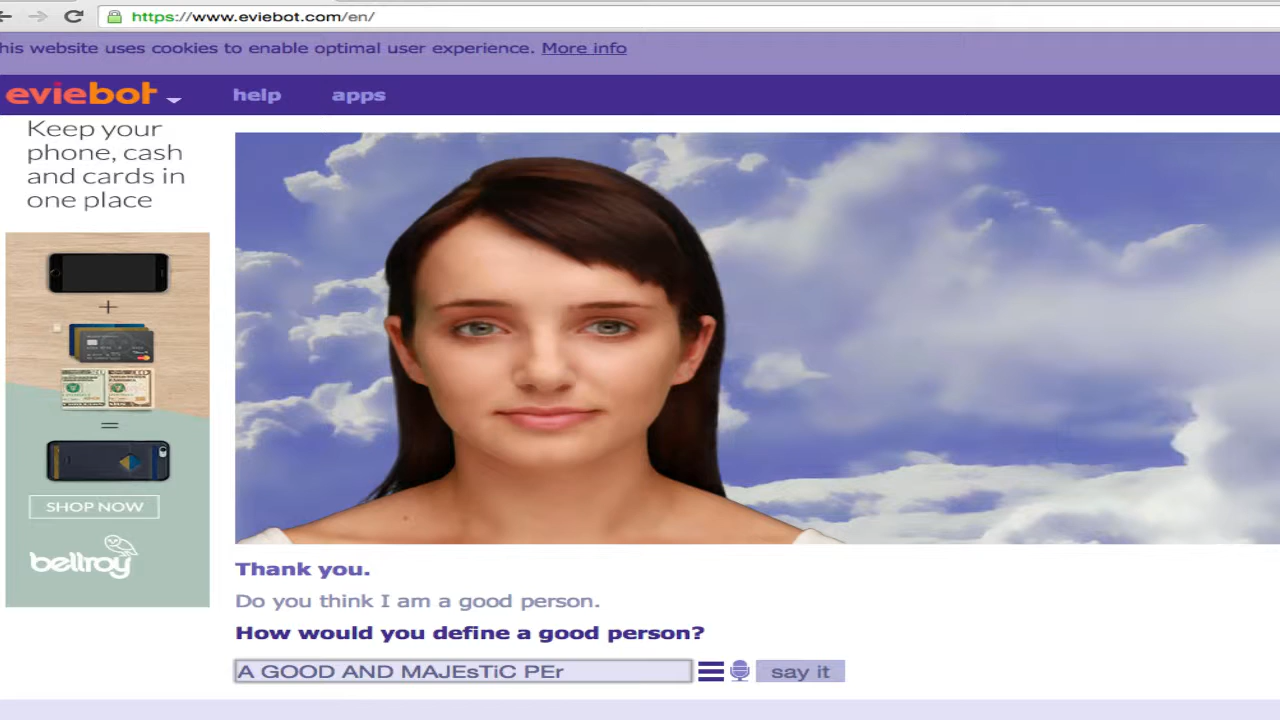 https://www.eviebot.com/en/
his website uses cookies to enable optimal user experience. More info
eviebot
help
apps
Keep your
phone, cash
and cards in
one place
+
=
SHOP NOW
bellroy
Thank you.
Do you think I am a good person.
How would you define a good person?
A GOOD AND MAJEsTiC PEr
say it